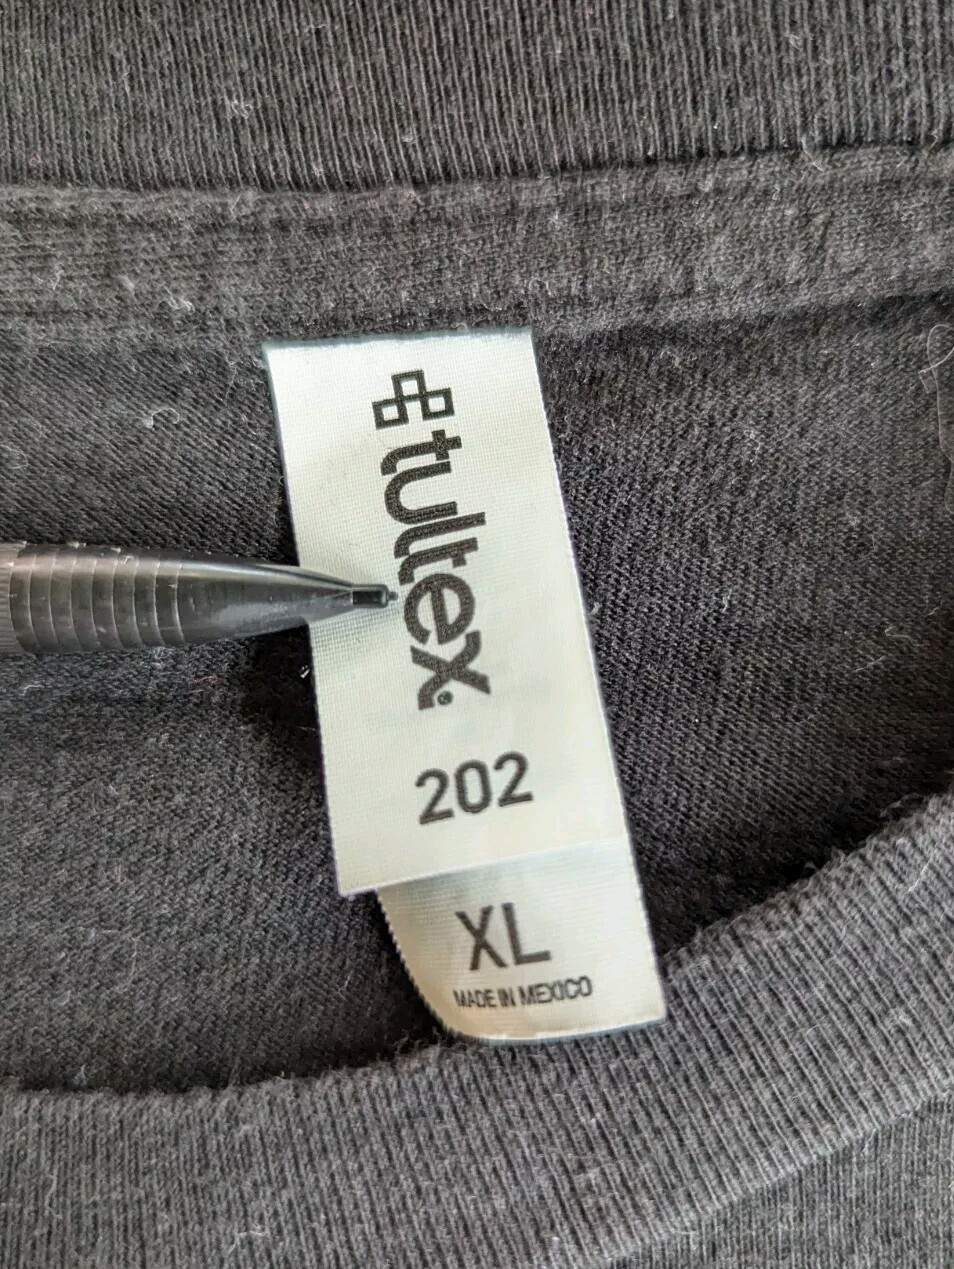 tultex.
202
XL
MADE IN MEXICO